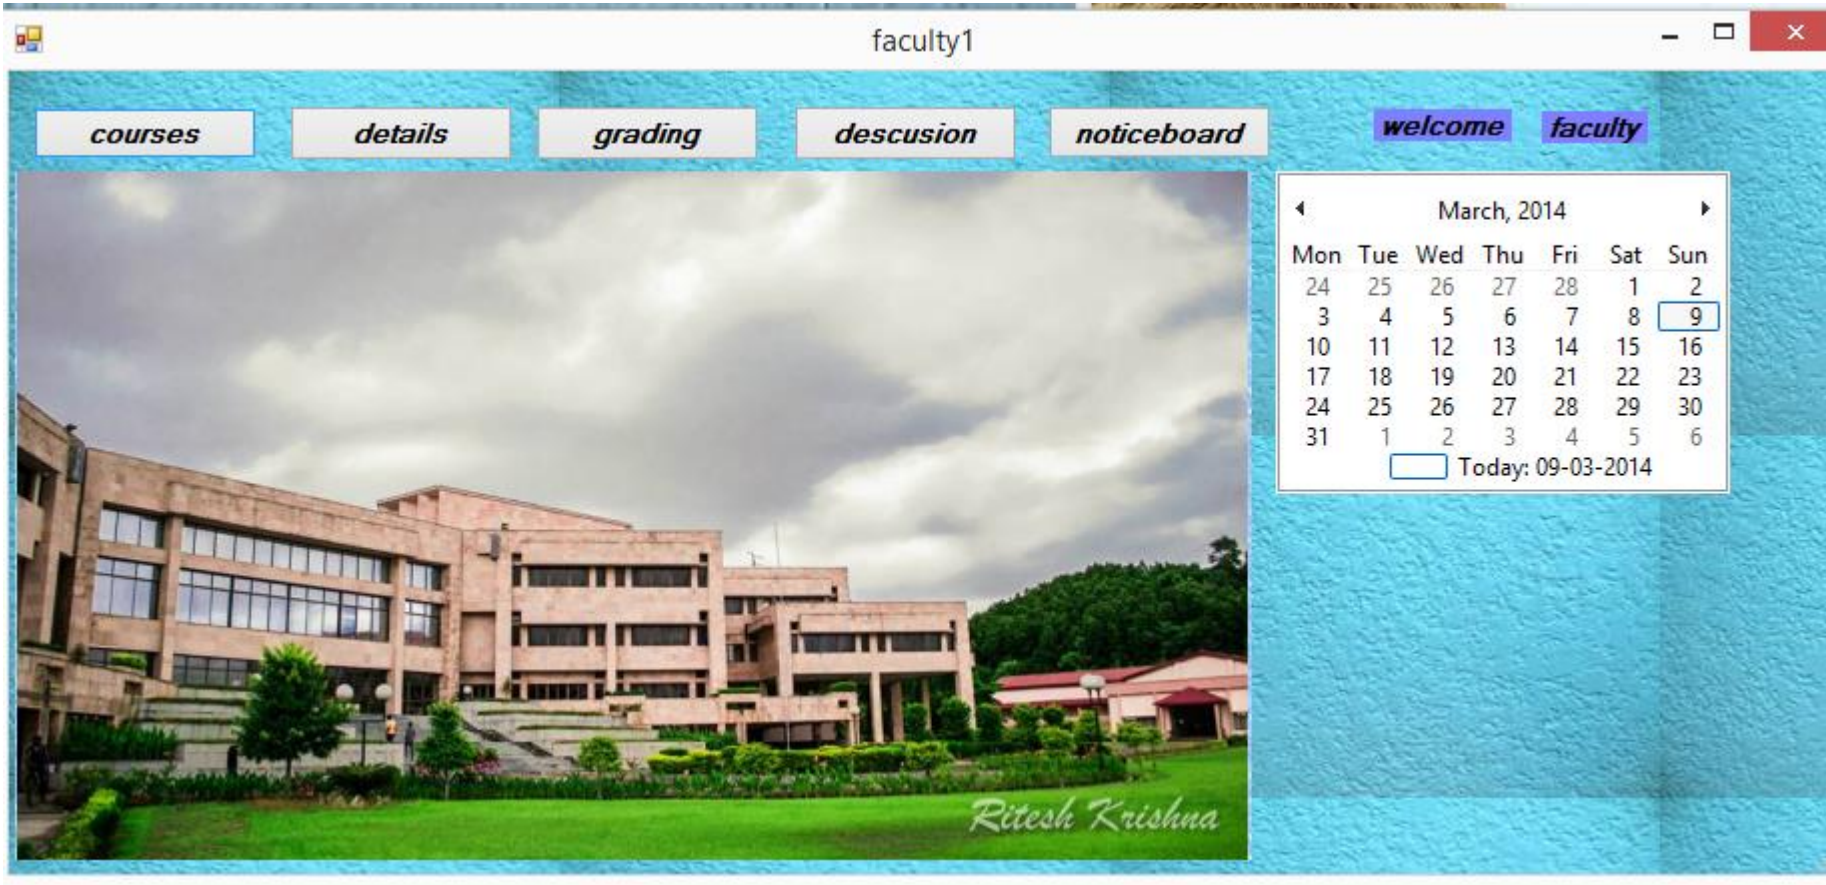 faculty1
courses details grading descusion noticeboard welcome faculty
March, 2014
Mon Tue Wed Thu Fri Sat Sun
24 25 26 27 28 1 2
3 4 5 6 7 8 9
10 11 12 13 14 15 16
17 18 19 20 21 22 23
24 25 26 27 28 29 30
31 1 2 3 4 5 6
Today: 09-03-2014
Ritesh Krishna